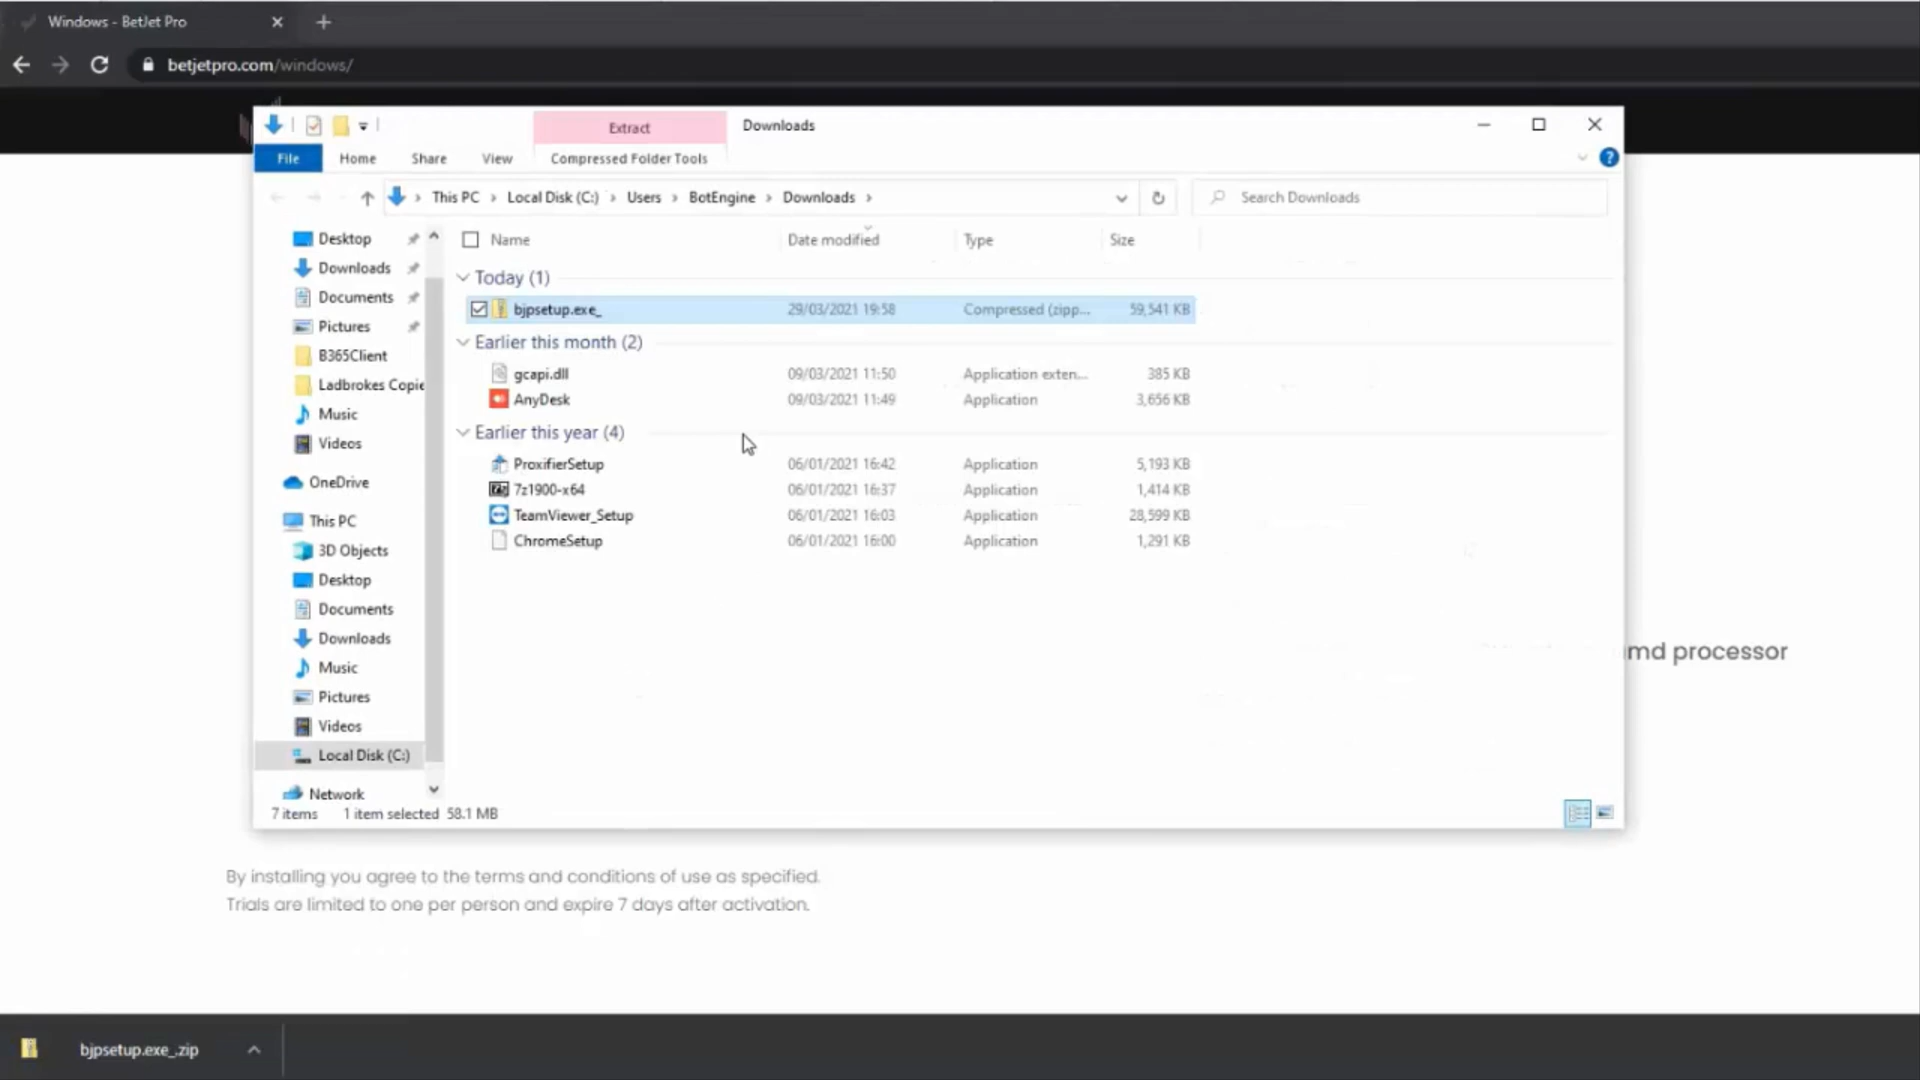 Windows - BetJet Pro
betjetpro.com/windows/
Extract
Downloads
File
Home
Share
View
Compressed Folder Tools
This PC
Local Disk (C:)
Users
BotEngine
Downloads
Search Downloads
Name
Date modified
Type
Size
Desktop
Downloads
Documents
Pictures
B365Client
Ladbrokes Copie
Music
Videos
OneDrive
This PC
3D Objects
Desktop
Documents
Downloads
Music
Pictures
Videos
Local Disk (C:)
Network
Today (1)
bjpsetup.exe_ 29/03/2021 19:58 Compressed (zipp... 59,541 KB
Earlier this month (2)
gcapi.dll 09/03/2021 11:50 Application exten... 385 KB
AnyDesk 09/03/2021 11:49 Application 3,656 KB
Earlier this year (4)
ProxifierSetup 06/01/2021 16:42 Application 5,193 KB
7z1900-x64 06/01/2021 16:37 Application 1,414 KB
TeamViewer_Setup 06/01/2021 16:03 Application 28,599 KB
ChromeSetup 06/01/2021 16:00 Application 1,291 KB
7 items 1 item selected 58.1 MB
amd processor
By installing you agree to the terms and conditions of use as specified.
Trials are limited to one per person and expire 7 days after activation.
bjpsetup.exe_.zip